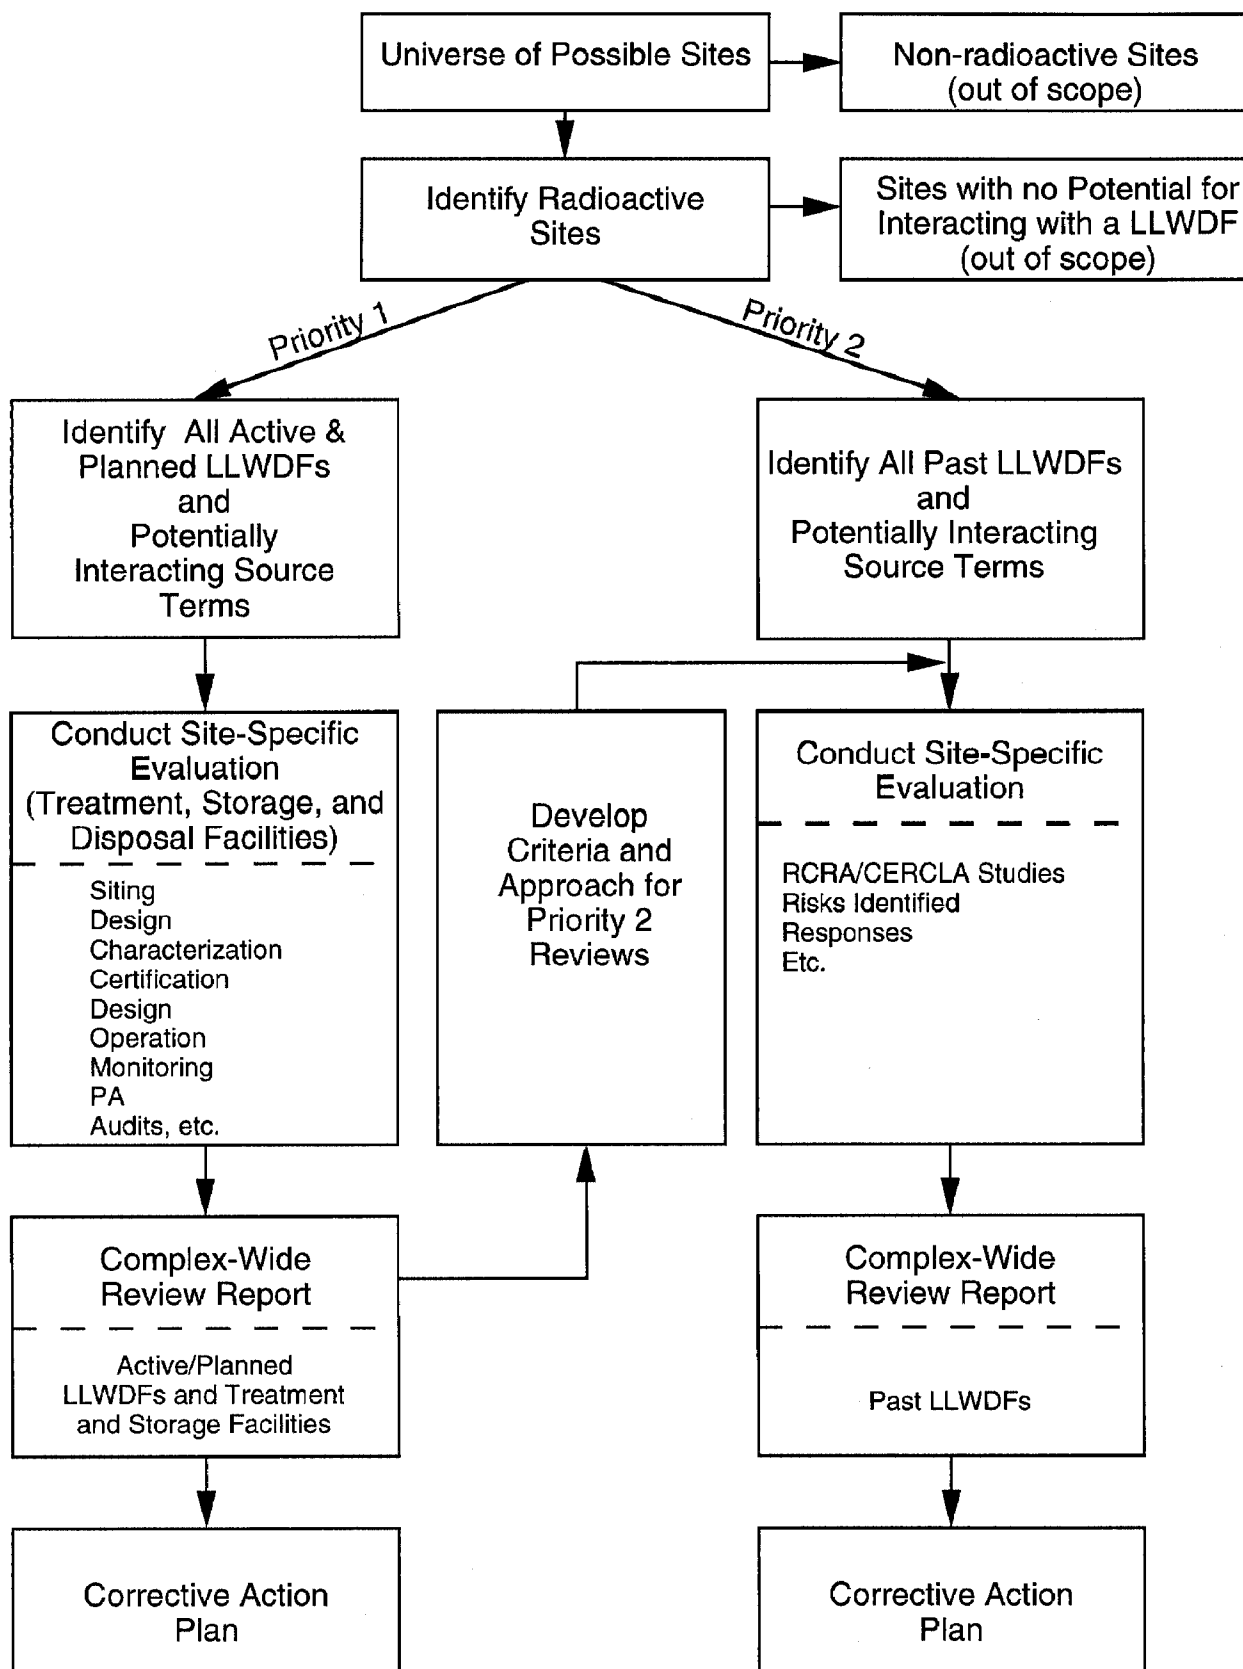 Universe of Possible Sites
Non-radioactive Sites
(out of scope)
Identify Radioactive
Sites
Sites with no Potential for
Interacting with a LLWDF
(out of scope)
Priority 1
Priority 2
Identify All Active &
Planned LLWDFs
and
Potentially
Interacting Source
Terms
Identify All Past LLWDFs
and
Potentially Interacting
Source Terms
Conduct Site-Specific
Evaluation
(Treatment, Storage, and
Disposal Facilities)
Siting
Design
Characterization
Certification
Design
Operation
Monitoring
PA
Audits, etc.
Develop
Criteria and
Approach for
Priority 2
Reviews
Conduct Site-Specific
Evaluation
RCRA/CERCLA Studies
Risks Identified
Responses
Etc.
Complex-Wide
Review Report
Active/Planned
LLWDFs and Treatment
and Storage Facilities
Complex-Wide
Review Report
Past LLWDFs
Corrective Action
Plan
Corrective Action
Plan